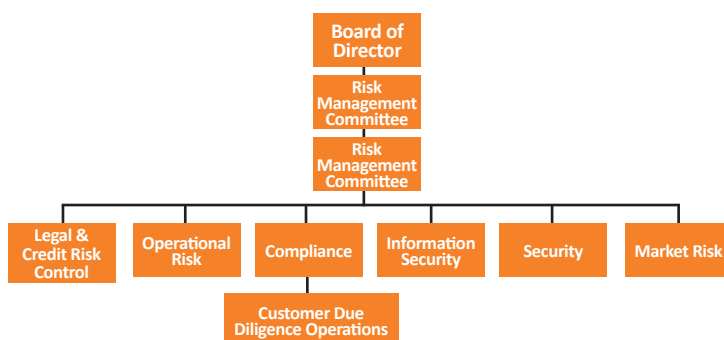 Board of
Director
Risk
Management
Committee
Risk
Management
Committee
Legal &
Credit Risk
Control
Operational
Risk
Compliance
Information
Security
Security
Market Risk
Customer Due
Diligence Operations